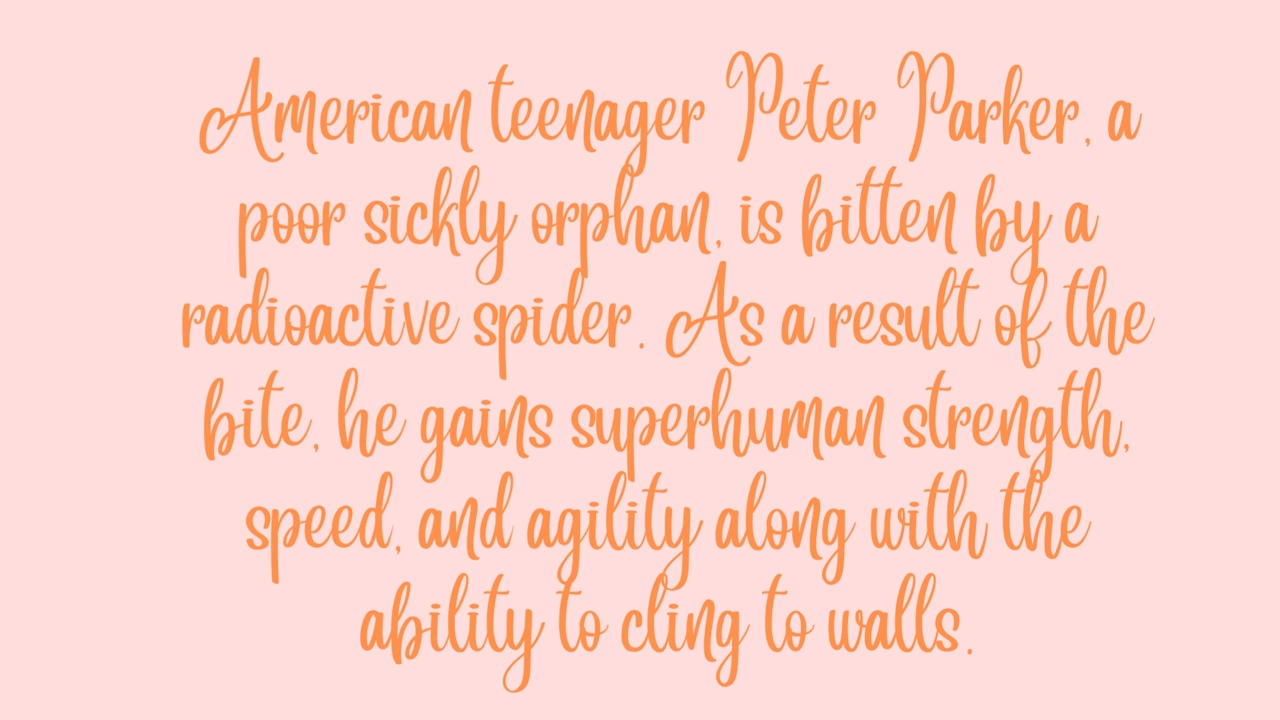 American teenager Peter Parker, a
poor sickly orphan, is bitten by a
radioactive spider. As a result of the
bite, he gains superhuman strength,
speed, and agility along with the
ability to cling to walls.